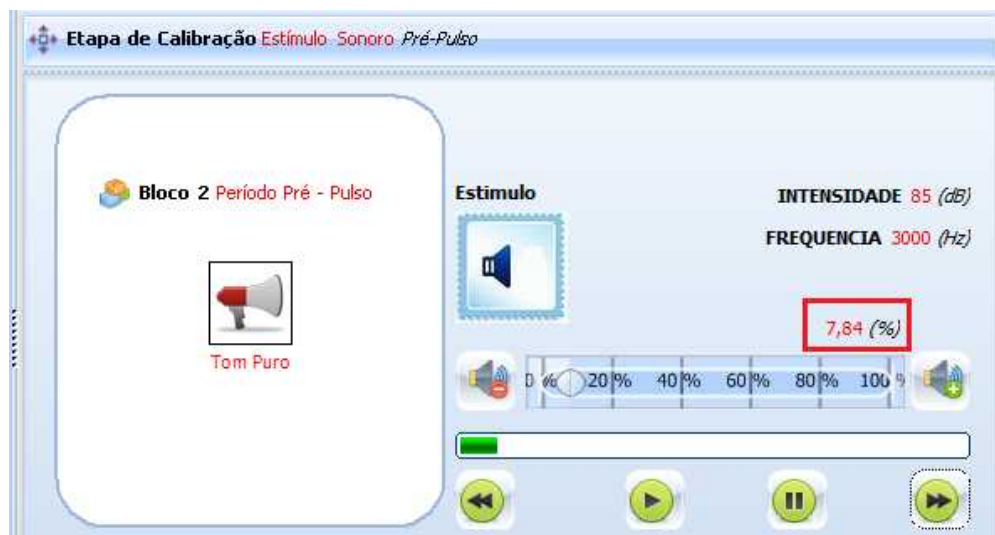 Etapa de Calibração Estímulo Sonoro Pré-Pulso
Bloco 2 Período Pré - Pulso
Tom Puro
Estimulo
INTENSIDADE 85 (dB)
FREQUENCIA 3000 (Hz)
7,84 (%)
0 % 20 % 40 % 60 % 80 % 100 %